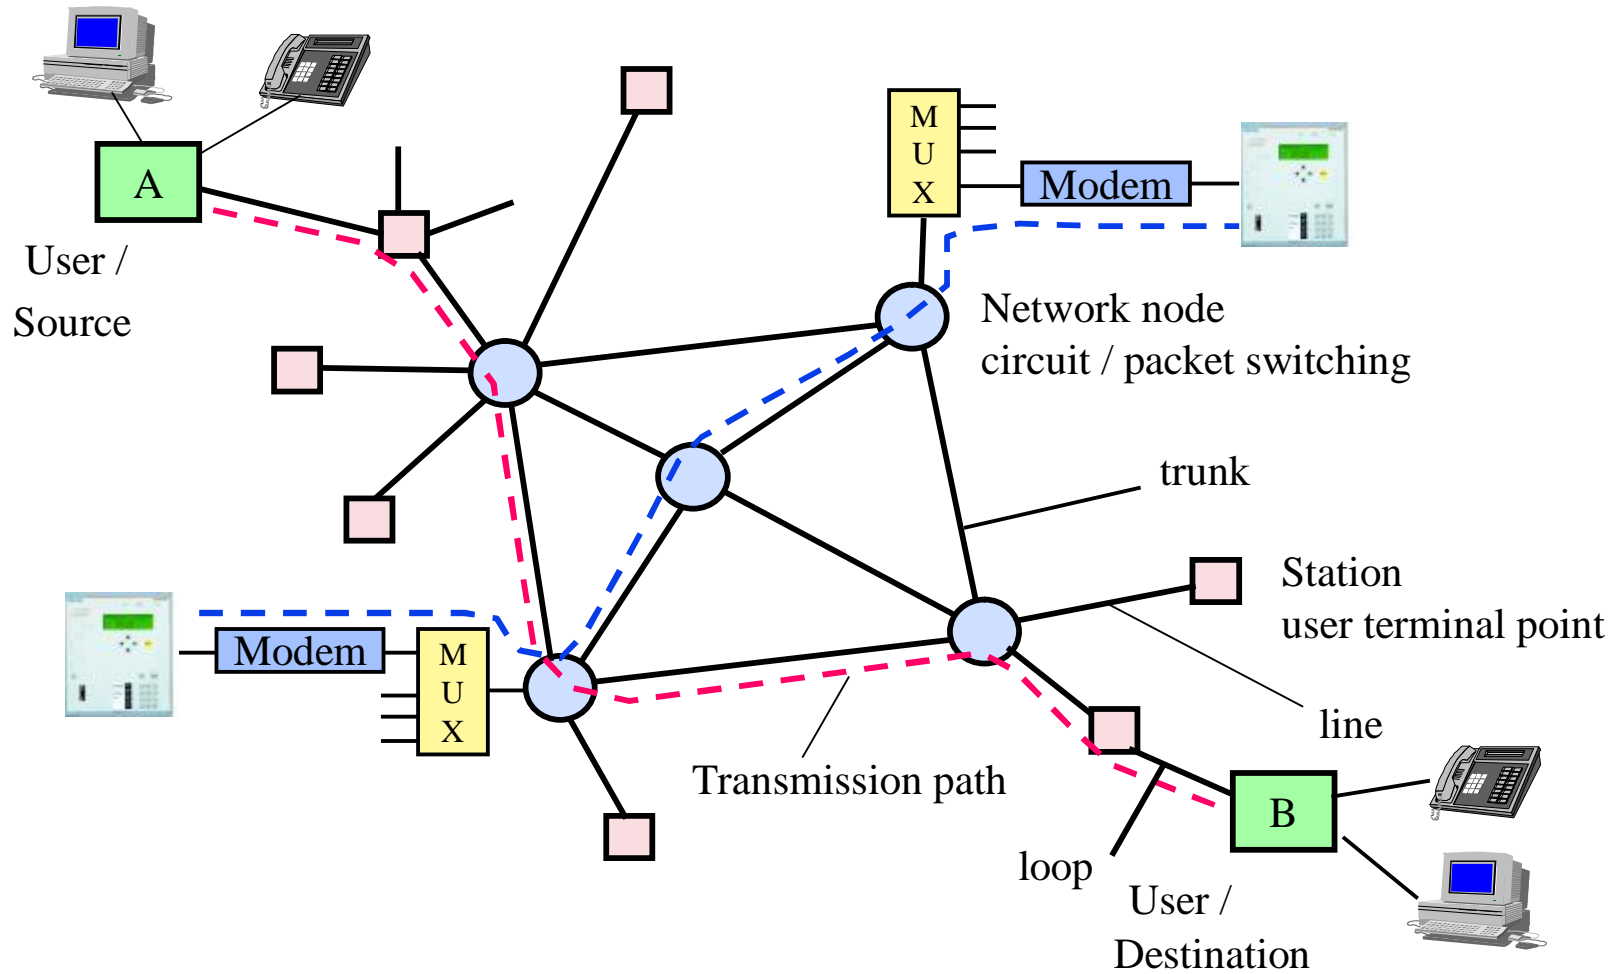 A
User /
Source
M
U
X
Modem
Network node
circuit / packet switching
trunk
Station
user terminal point
line
Modem
M
U
X
Transmission path
loop
B
User /
Destination